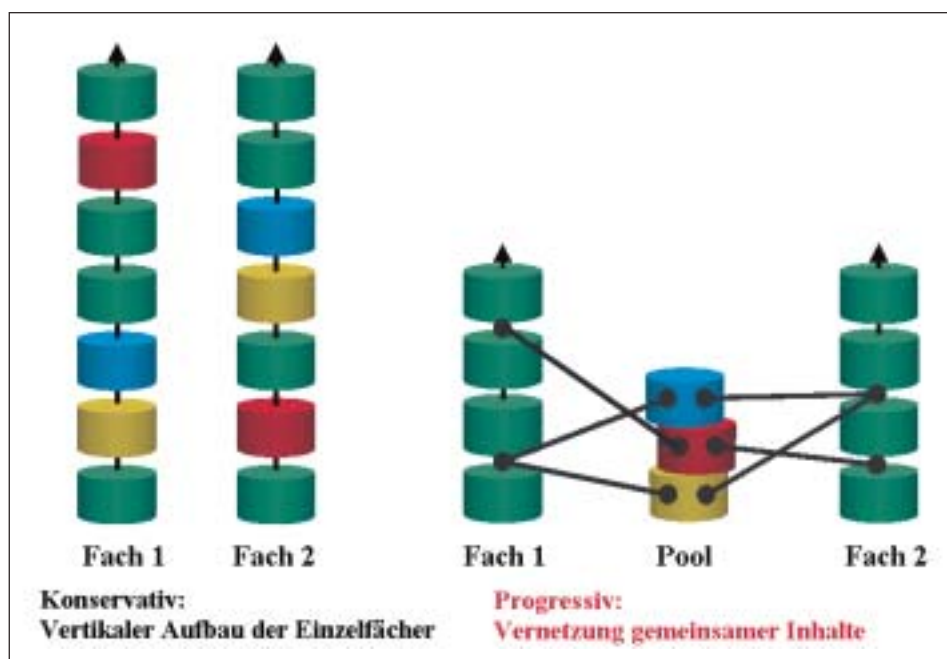 Fach 1
Fach 2
Fach 1
Pool
Fach 2
Konservativ:
Vertikaler Aufbau der Einzelfächer
Progressiv:
Vernetzung gemeinsamer Inhalte